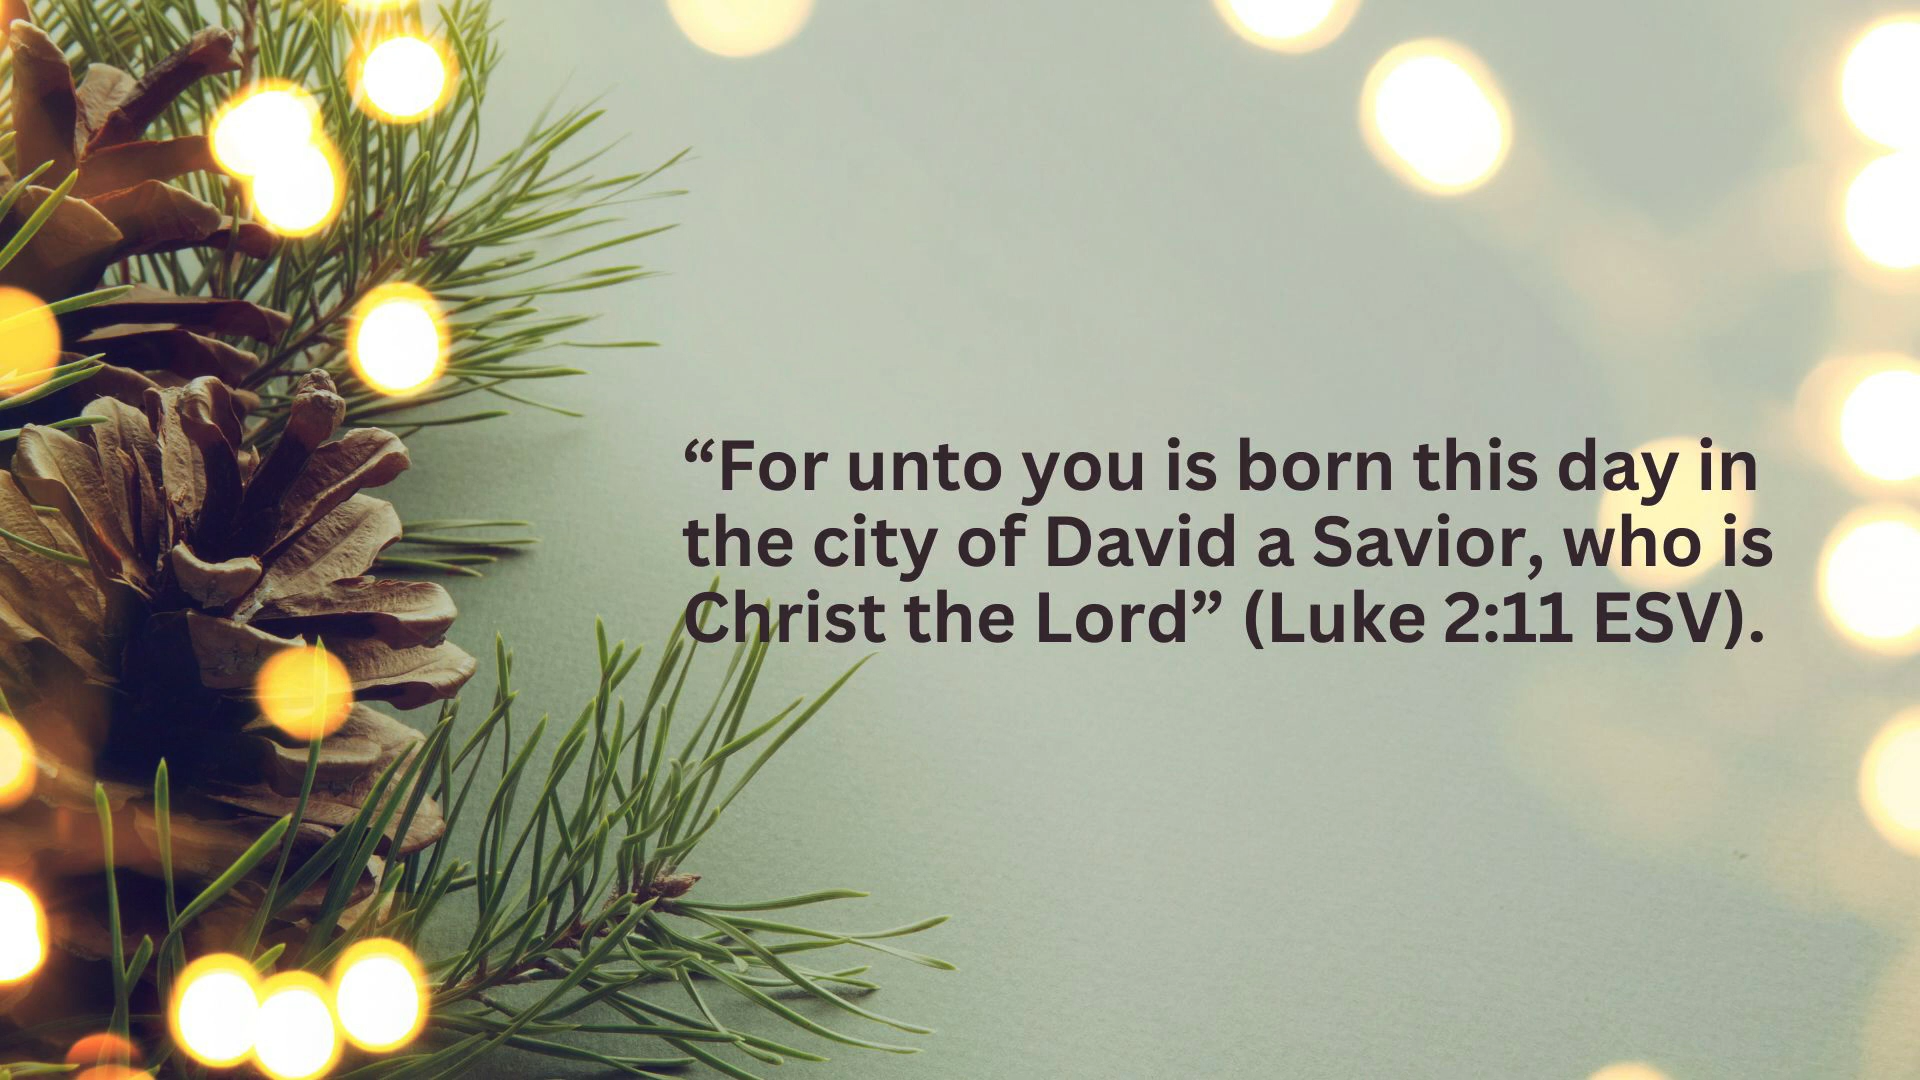 “For unto you is born this day in
the city of David a Savior, who is
Christ the Lord” (Luke 2:11 ESV).